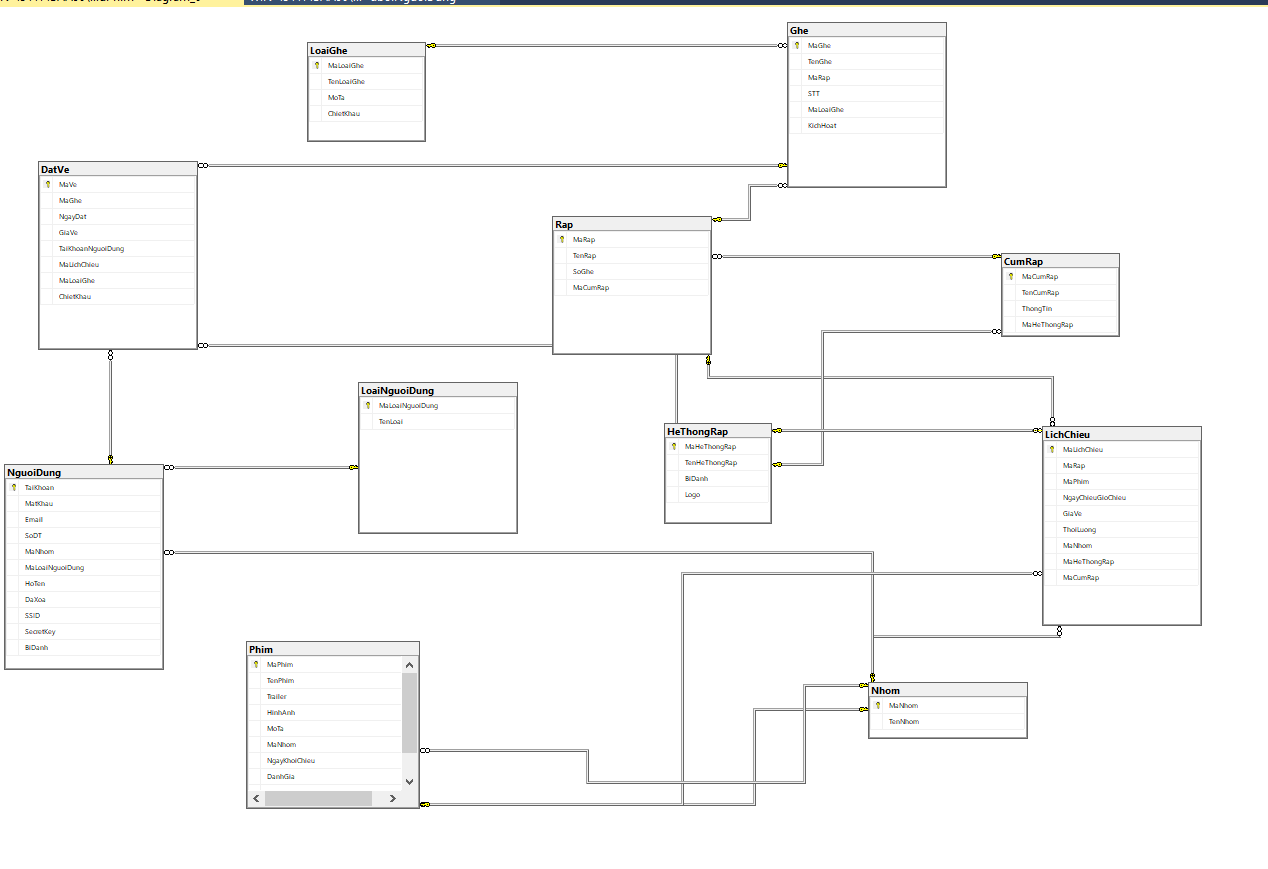 Ghe
MaGhe
TenGhe
MaRap
STT
MaLoaiGhe
KichHoat
LoaiGhe
MaLoaiGhe
TenLoaiGhe
MoTa
ChietKhau
DatVe
MaVe
MaGhe
NgayDat
GiaVe
TaiKhoanNguoiDung
MaLichChieu
MaLoaiGhe
ChietKhau
Rap
MaRap
TenRap
SoGhe
MaCumRap
CumRap
MaCumRap
TenCumRap
ThongTin
MaHeThongRap
LoaiNguoiDung
MaLoaiNguoiDung
TenLoai
HeThongRap
MaHeThongRap
TenHeThongRap
BiDanh
Logo
LichChieu
MaLichChieu
MaRap
MaPhim
NgayChieuGioChieu
GiaVe
ThoiLuong
MaNhom
MaHeThongRap
MaCumRap
NguoiDung
TaiKhoan
MatKhau
Email
SoDT
MaNhom
MaLoaiNguoiDung
HoTen
DaXoa
SSID
SecretKey
BiDanh
Phim
MaPhim
TenPhim
Trailer
HinhAnh
MoTa
MaNhom
NgayKhoiChieu
DanhGia
Nhom
MaNhom
TenNhom